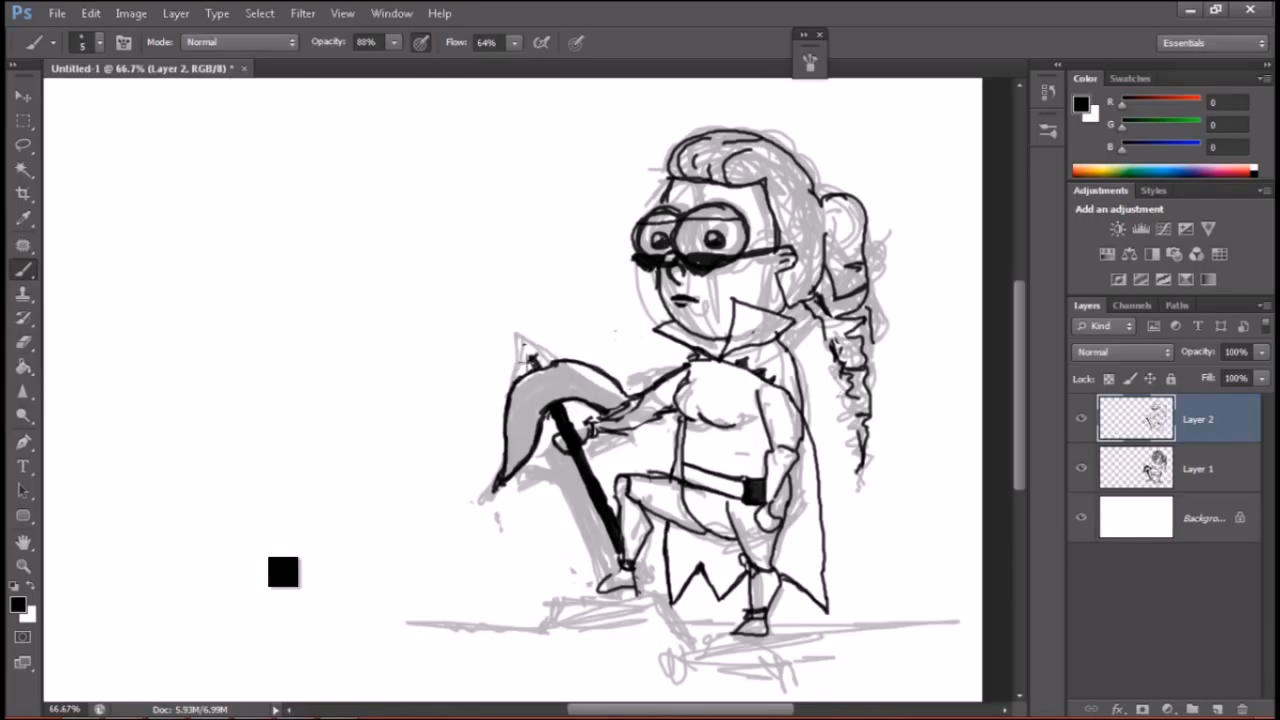 Ps File Edit Image Layer Type Select Filter View Window Help
5 Mode: Normal Opacity: 88% Flow: 64% Essentials
Untitled-1 @ 66.7% (Layer 2, RGB/8) * ×
Color Swatches
R 0
G 0
B 0
Adjustments Styles
Add an adjustment
Layers Channels Paths
Kind
Normal Opacity: 100%
Lock: Fill: 100%
Layer 2
Layer 1
Backgro...
66.67% Doc: 5.93M/6.99M